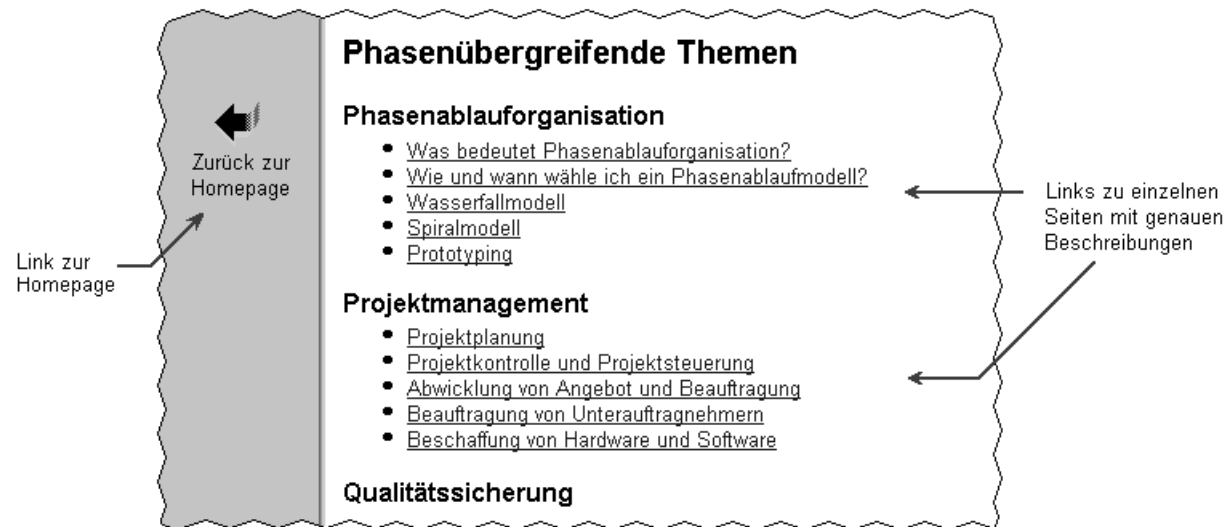 Phasenübergreifende Themen
Phasenablauforganisation
Was bedeutet Phasenablauforganisation?
Wie und wann wähle ich ein Phasenablaufmodell?
Wasserfallmodell
Spiralmodell
Prototyping
Projektmanagement
Projektplanung
Projektkontrolle und Projektsteuerung
Abwicklung von Angebot und Beauftragung
Beauftragung von Unterauftragnehmern
Beschaffung von Hardware und Software
Qualitätssicherung
Zurück zur
Homepage
Link zur
Homepage
Links zu einzelnen
Seiten mit genauen
Beschreibungen